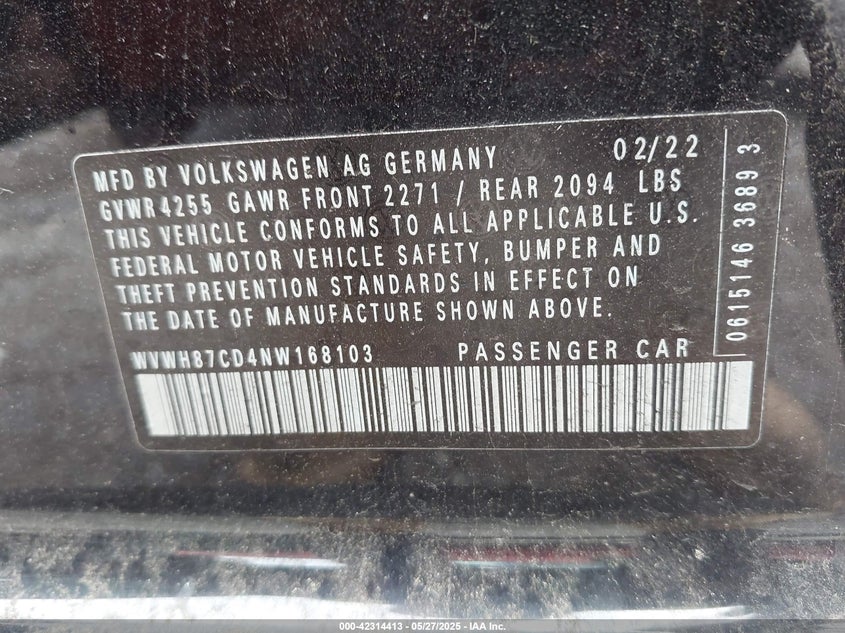 MFD BY VOLKSWAGEN AG GERMANY 02/22
GVWR4255 GAWR FRONT 2271 / REAR 2094 LBS
THIS VEHICLE CONFORMS TO ALL APPLICABLE U.S.
FEDERAL MOTOR VEHICLE SAFETY, BUMPER AND
THEFT PREVENTION STANDARDS IN EFFECT ON
THE DATE OF MANUFACTURE SHOWN ABOVE.
WVWH87CD4NW168103 PASSENGER CAR
0615146 3689 3
000-42314413 - 05/27/2025 - IAA Inc.